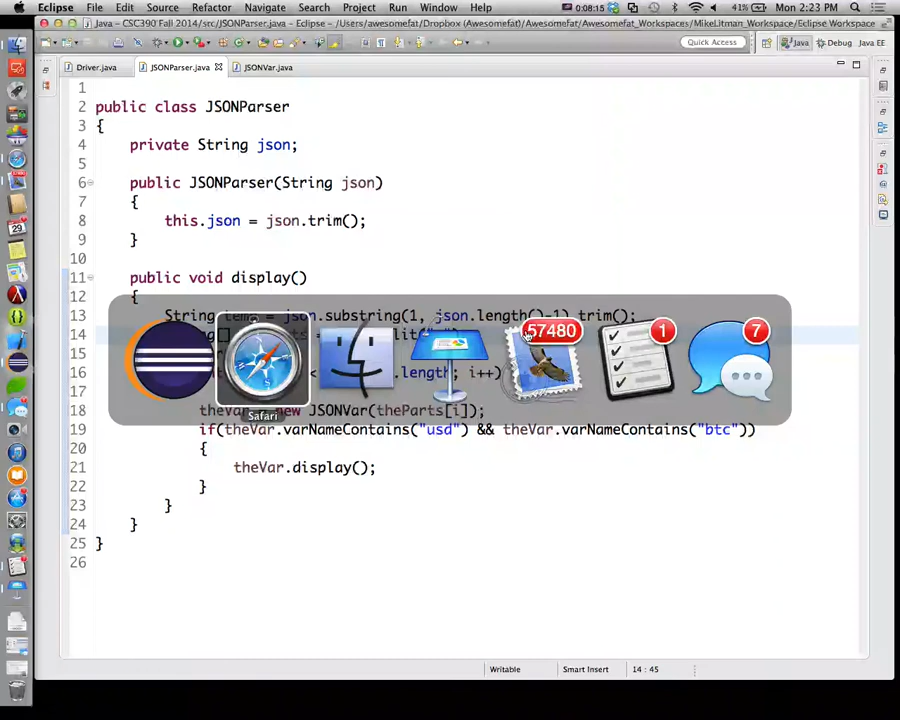 Eclipse File Edit Source Refactor Navigate Search Project Run Window Help 0:08:15 41% Mon 2:23 PM
Java – CSC390 Fall 2014/src/JSONParser.java – Eclipse – /Users/awesomefat/Dropbox (Awesomefat)/Awesomefat/Awesomefat_Workspaces/MikeLitman_Workspace/Eclipse Workspace
Quick Access Java Debug Java EE
Driver.java JSONParser.java JSONVar.java
1
2 public class JSONParser
3 {
4 private String json;
5
6 public JSONParser(String json)
7 {
8 this.json = json.trim();
9 }
10
11 public void display()
12 {
13 String temp = json.substring(1, json.length()-1).trim();
14
57480
1
7
.length; i++)
Safari
18 theVar = new JSONVar(theParts[i]);
19 if(theVar.varNameContains("usd") && theVar.varNameContains("btc"))
20 {
21 theVar.display();
22 }
23 }
24 }
25 }
26
Writable Smart Insert 14 : 45